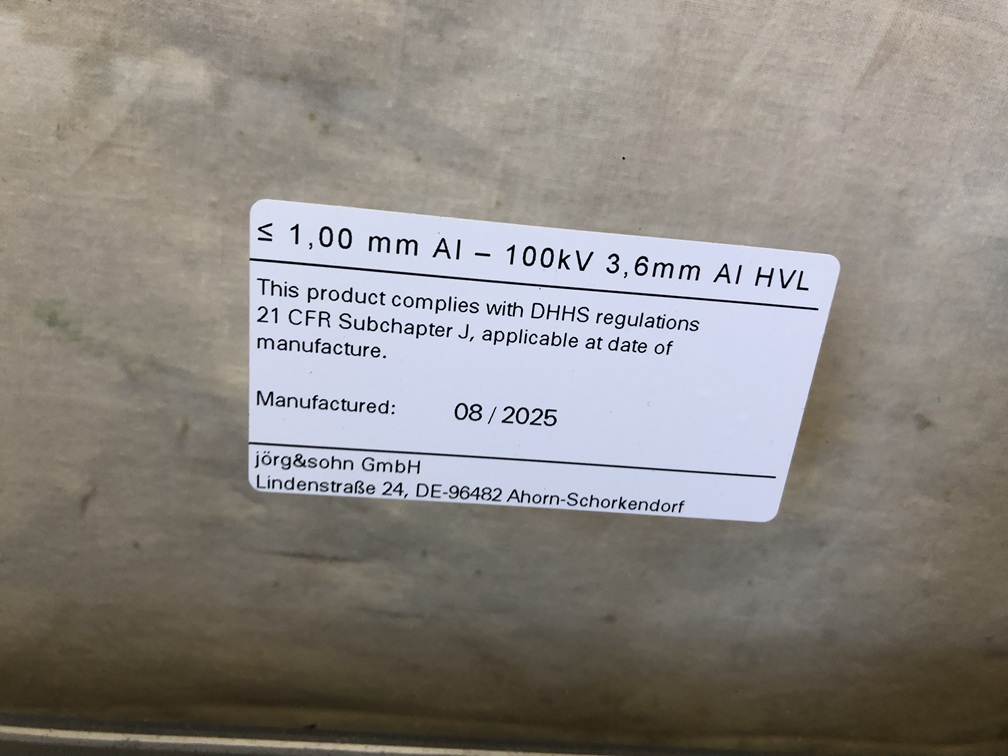 ≤ 1,00 mm Al – 100kV 3,6mm Al HVL
This product complies with DHHS regulations
21 CFR Subchapter J, applicable at date of
manufacture.
Manufactured: 08 / 2025
jörg&sohn GmbH
Lindenstraße 24, DE-96482 Ahorn-Schorkendorf